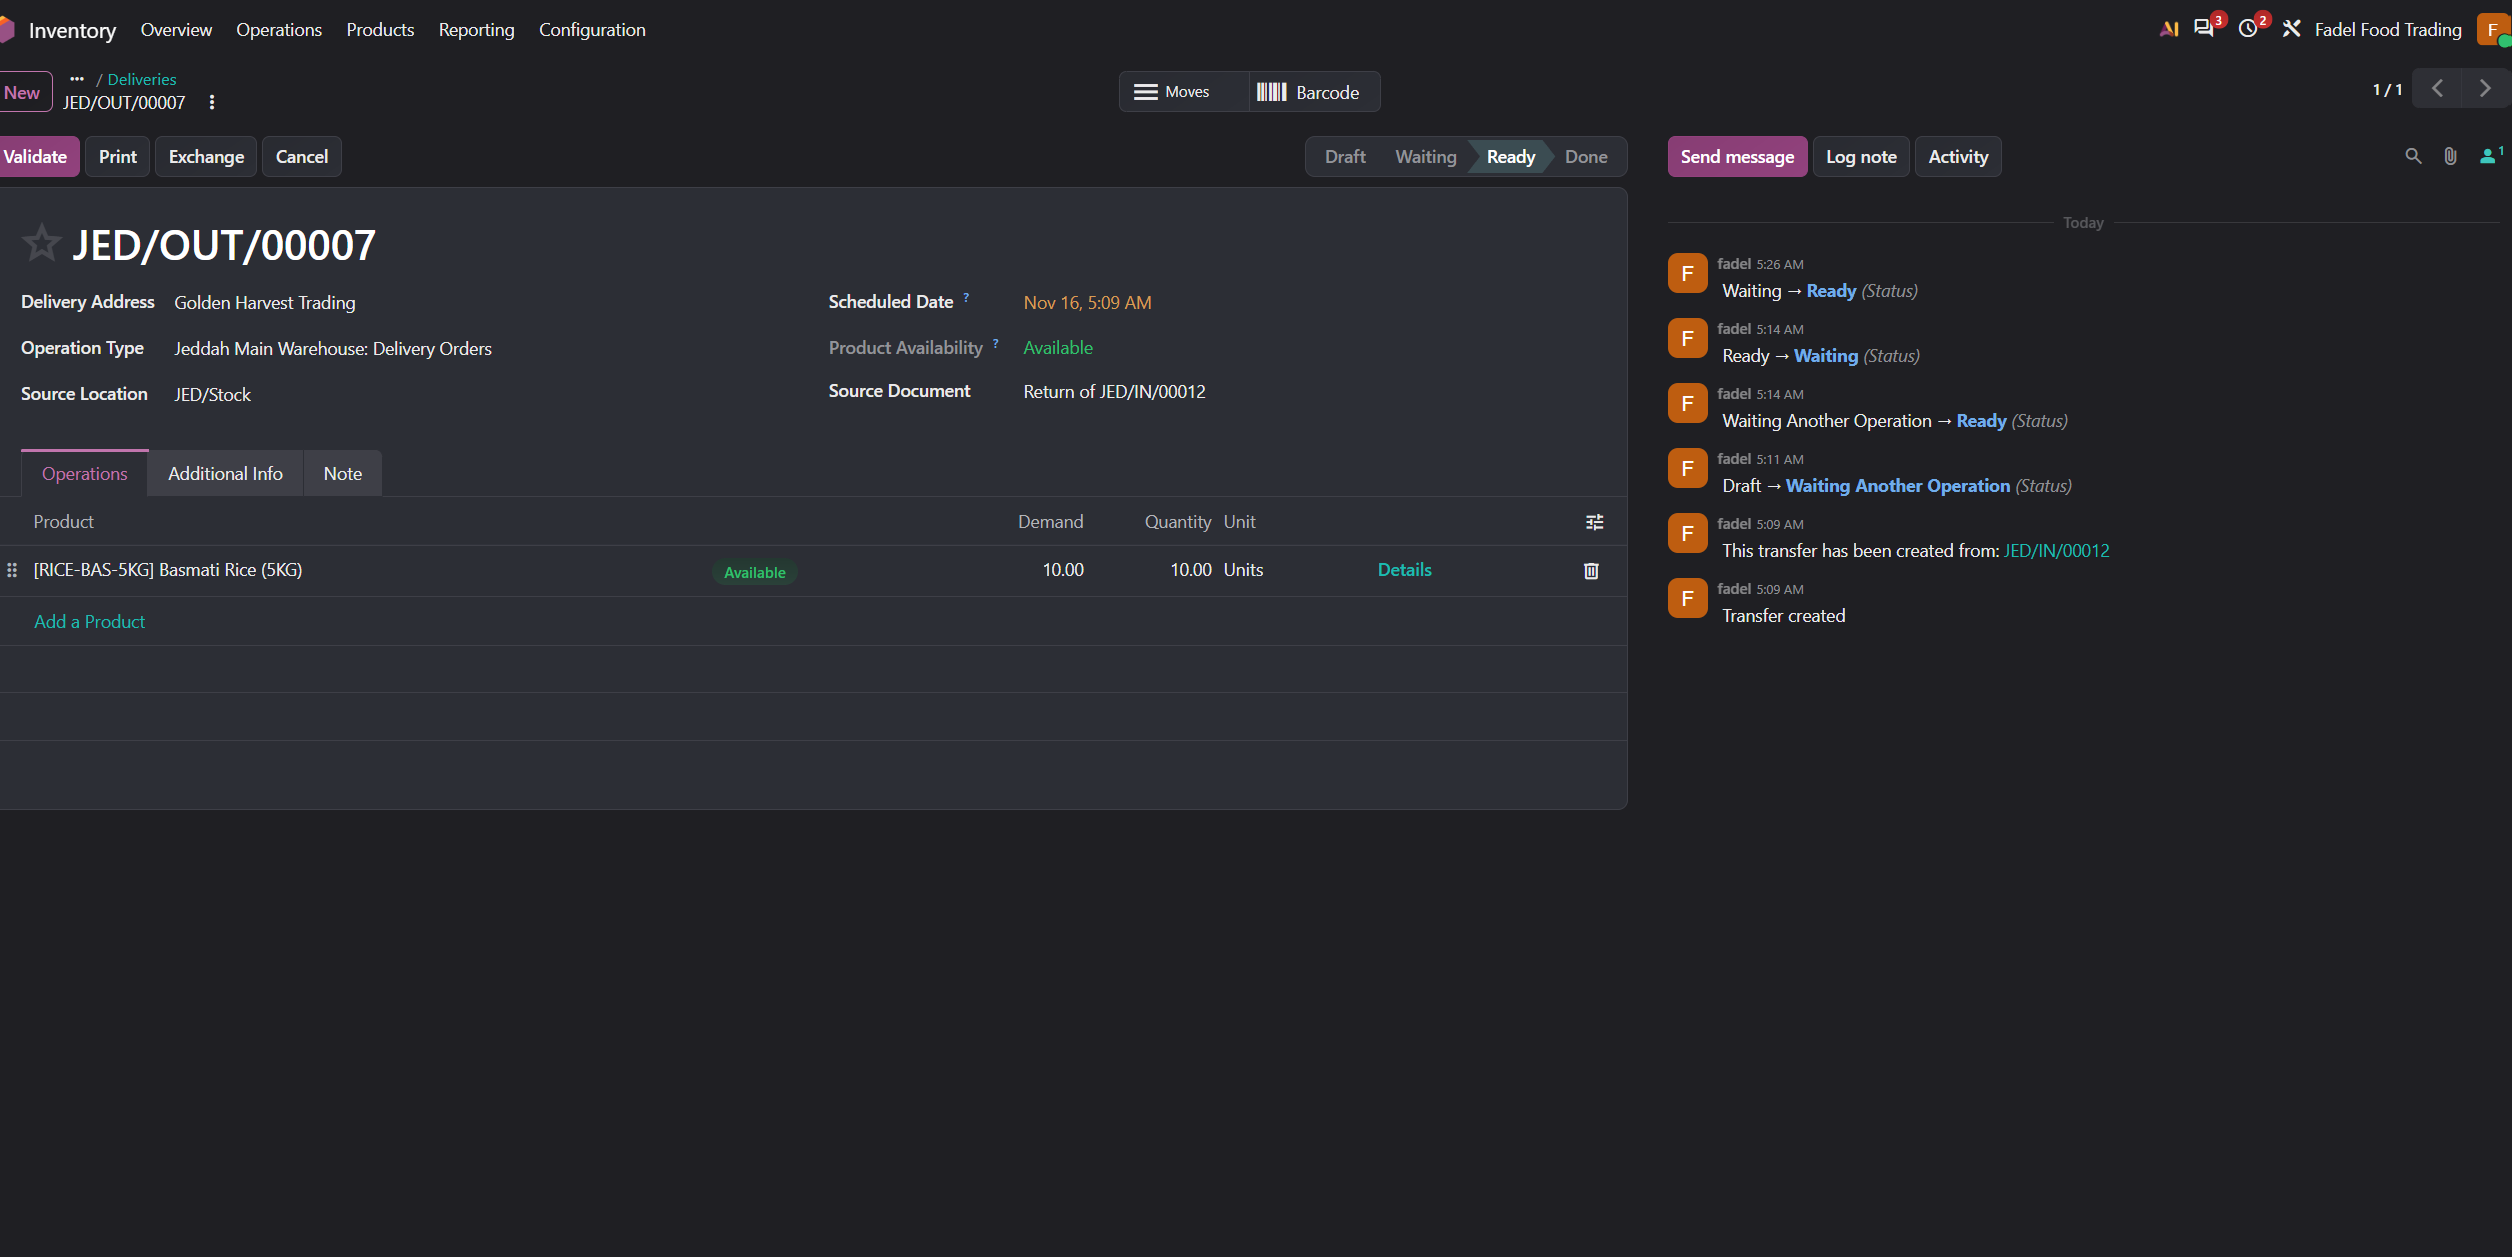 Inventory Overview Operations Products Reporting Configuration
AI 3 2 Fadel Food Trading F
New ... / Deliveries
JED/OUT/00007
Moves Barcode
1 / 1
Validate Print Exchange Cancel
Draft Waiting Ready Done
Send message Log note Activity
1
JED/OUT/00007
Delivery Address Golden Harvest Trading
Operation Type Jeddah Main Warehouse: Delivery Orders
Source Location JED/Stock
Scheduled Date ? Nov 16, 5:09 AM
Product Availability ? Available
Source Document Return of JED/IN/00012
Operations Additional Info Note
Product Demand Quantity Unit
[RICE-BAS-5KG] Basmati Rice (5KG) Available 10.00 10.00 Units Details
Add a Product
Today
F fadel 5:26 AM
Waiting → Ready (Status)
F fadel 5:14 AM
Ready → Waiting (Status)
F fadel 5:14 AM
Waiting Another Operation → Ready (Status)
F fadel 5:11 AM
Draft → Waiting Another Operation (Status)
F fadel 5:09 AM
This transfer has been created from: JED/IN/00012
F fadel 5:09 AM
Transfer created